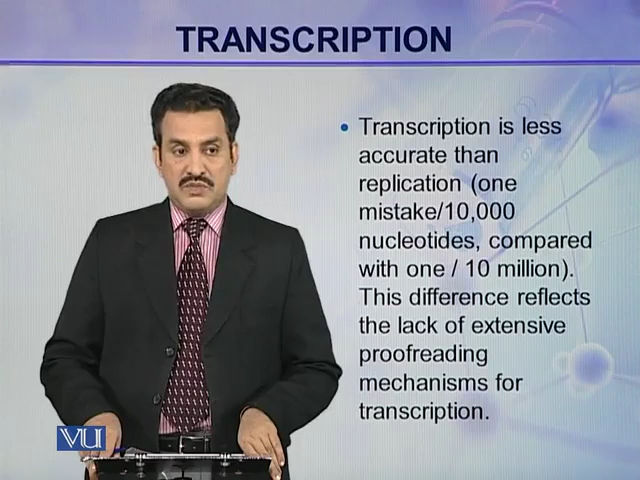 TRANSCRIPTION
• Transcription is less
accurate than
replication (one
mistake/10,000
nucleotides, compared
with one / 10 million).
This difference reflects
the lack of extensive
proofreading
mechanisms for
transcription.
VU